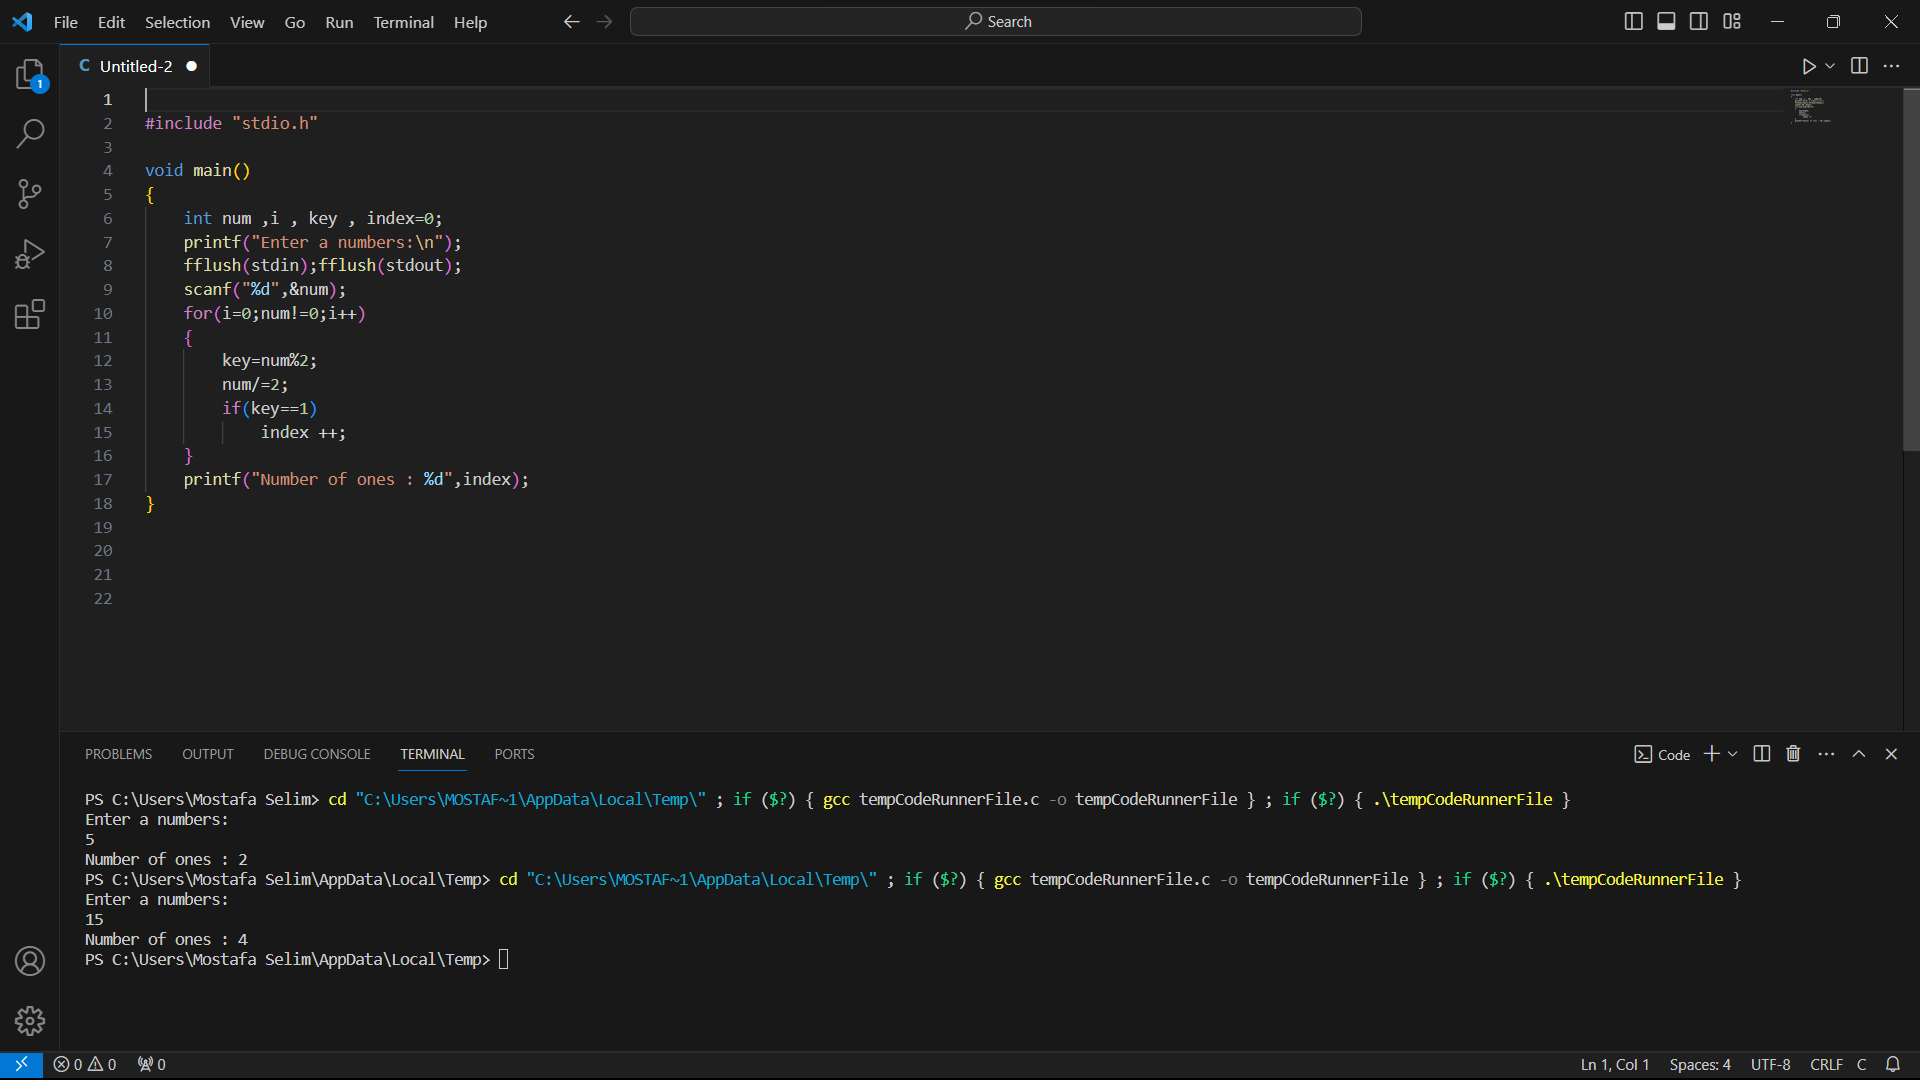 File Edit Selection View Go Run Terminal Help
Search
C Untitled-2
1
1
2 #include "stdio.h"
3
4 void main()
5 {
6 int num ,i , key , index=0;
7 printf("Enter a numbers:\n");
8 fflush(stdin);fflush(stdout);
9 scanf("%d",&num);
10 for(i=0;num!=0;i++)
11 {
12 key=num%2;
13 num/=2;
14 if(key==1)
15 index ++;
16 }
17 printf("Number of ones : %d",index);
18 }
19
20
21
22
PROBLEMS OUTPUT DEBUG CONSOLE TERMINAL PORTS
Code
PS C:\Users\Mostafa Selim> cd "C:\Users\MOSTAF~1\AppData\Local\Temp\" ; if ($?) { gcc tempCodeRunnerFile.c -o tempCodeRunnerFile } ; if ($?) { .\tempCodeRunnerFile }
Enter a numbers:
5
Number of ones : 2
PS C:\Users\Mostafa Selim\AppData\Local\Temp> cd "C:\Users\MOSTAF~1\AppData\Local\Temp\" ; if ($?) { gcc tempCodeRunnerFile.c -o tempCodeRunnerFile } ; if ($?) { .\tempCodeRunnerFile }
Enter a numbers:
15
Number of ones : 4
PS C:\Users\Mostafa Selim\AppData\Local\Temp>
0 0 0
Ln 1, Col 1 Spaces: 4 UTF-8 CRLF C